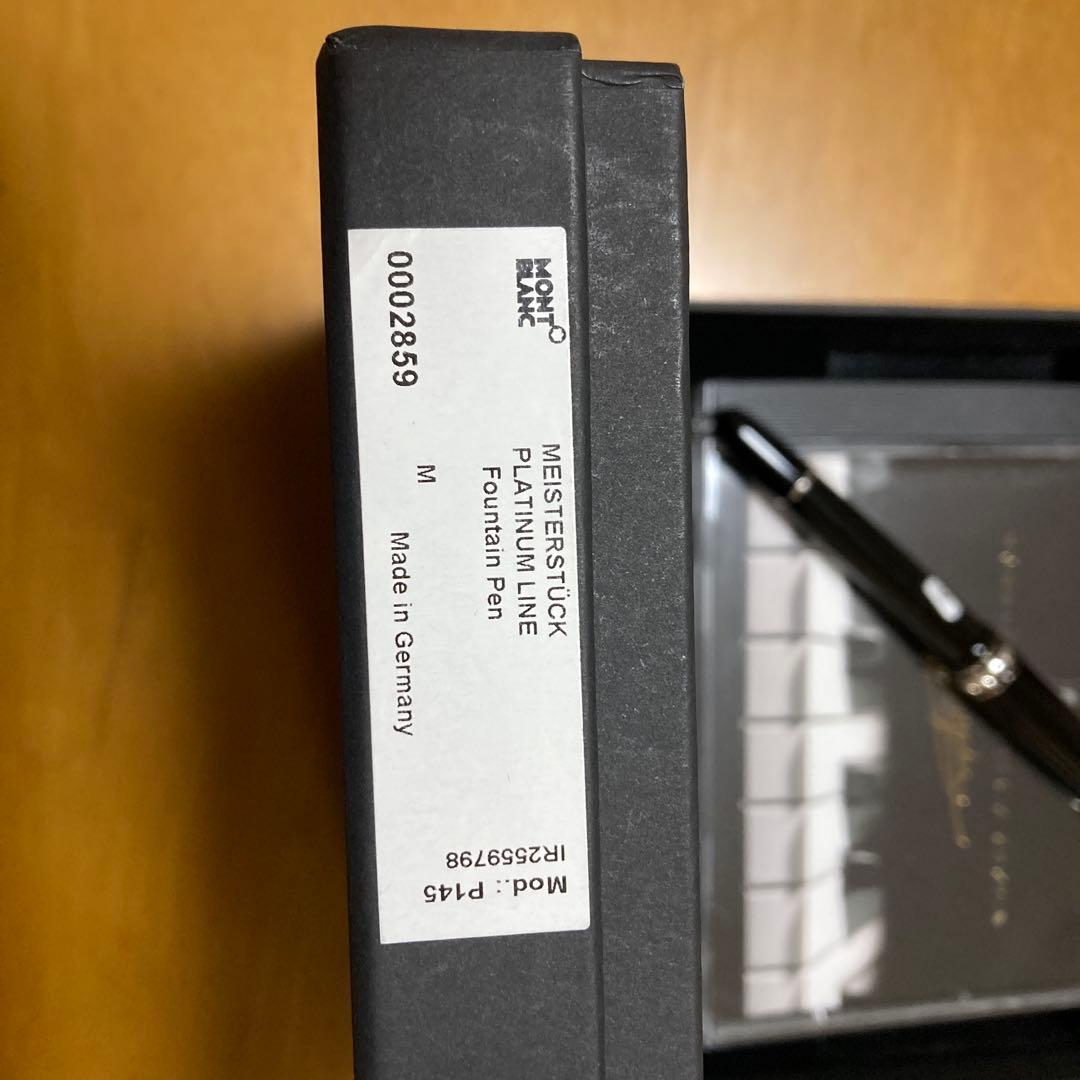 MONT
BLANC
MEISTERSTÜCK
PLATINUM LINE
Fountain Pen
M
0002859
Made in Germany
Mod.: P145
IR2559798